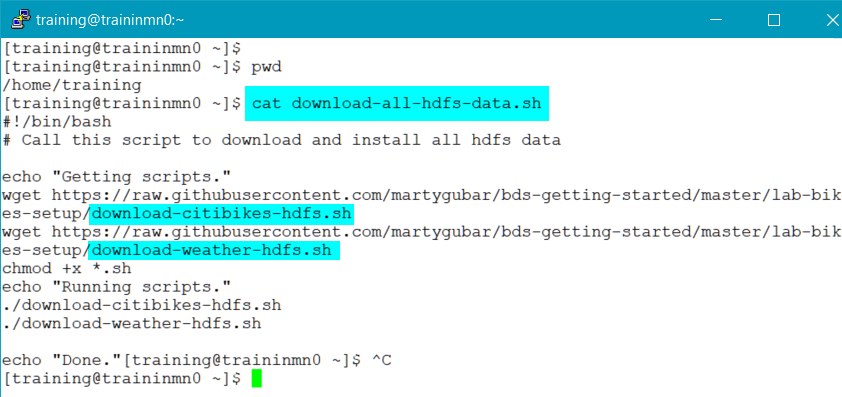 training@traininmn0:~
[training@traininmn0 ~]$
[training@traininmn0 ~]$ pwd
/home/training
[training@traininmn0 ~]$ cat download-all-hdfs-data.sh
#!/bin/bash
# Call this script to download and install all hdfs data
echo "Getting scripts."
wget https://raw.githubusercontent.com/martygubar/bds-getting-started/master/lab-bik
es-setup/download-citibikes-hdfs.sh
wget https://raw.githubusercontent.com/martygubar/bds-getting-started/master/lab-bik
es-setup/download-weather-hdfs.sh
chmod +x *.sh
echo "Running scripts."
./download-citibikes-hdfs.sh
./download-weather-hdfs.sh
echo "Done."[training@traininmn0 ~]$ ^C
[training@traininmn0 ~]$